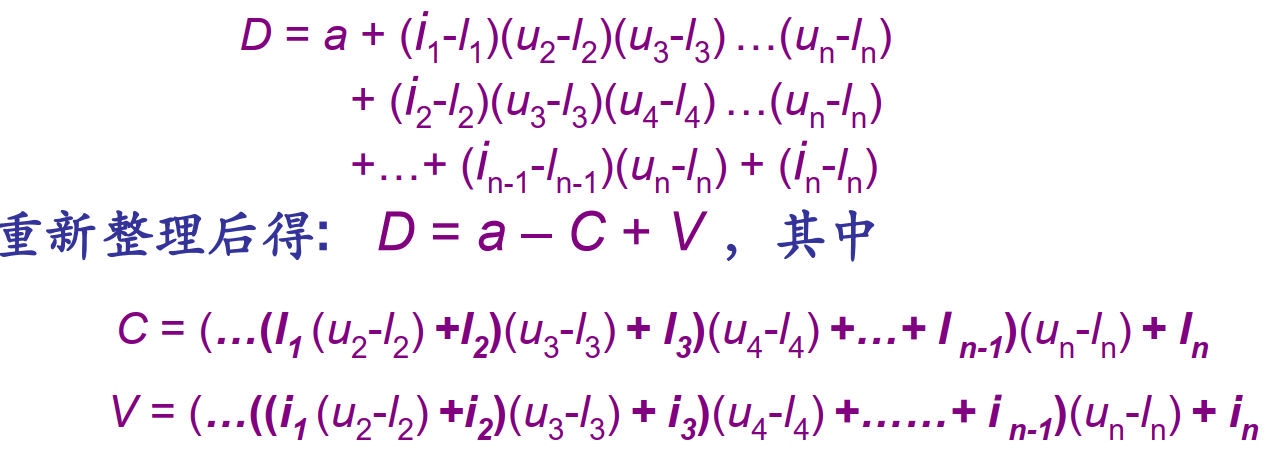 D = a + (i₁-l₁)(u₂-l₂)(u₃-l₃) …(uₙ-lₙ)
+ (i₂-l₂)(u₃-l₃)(u₄-l₄) …(uₙ-lₙ)
+…+ (iₙ₋₁-lₙ₋₁)(uₙ-lₙ) + (iₙ-lₙ)
重新整理后得: D = a – C + V ，其中
C = (…(l₁ (u₂-l₂) +l₂)(u₃-l₃) + l₃)(u₄-l₄) +…+ l ₙ₋₁)(uₙ-lₙ) + lₙ
V = (…((i₁ (u₂-l₂) +i₂)(u₃-l₃) + i₃)(u₄-l₄) +……+ i ₙ₋₁)(uₙ-lₙ) + iₙ